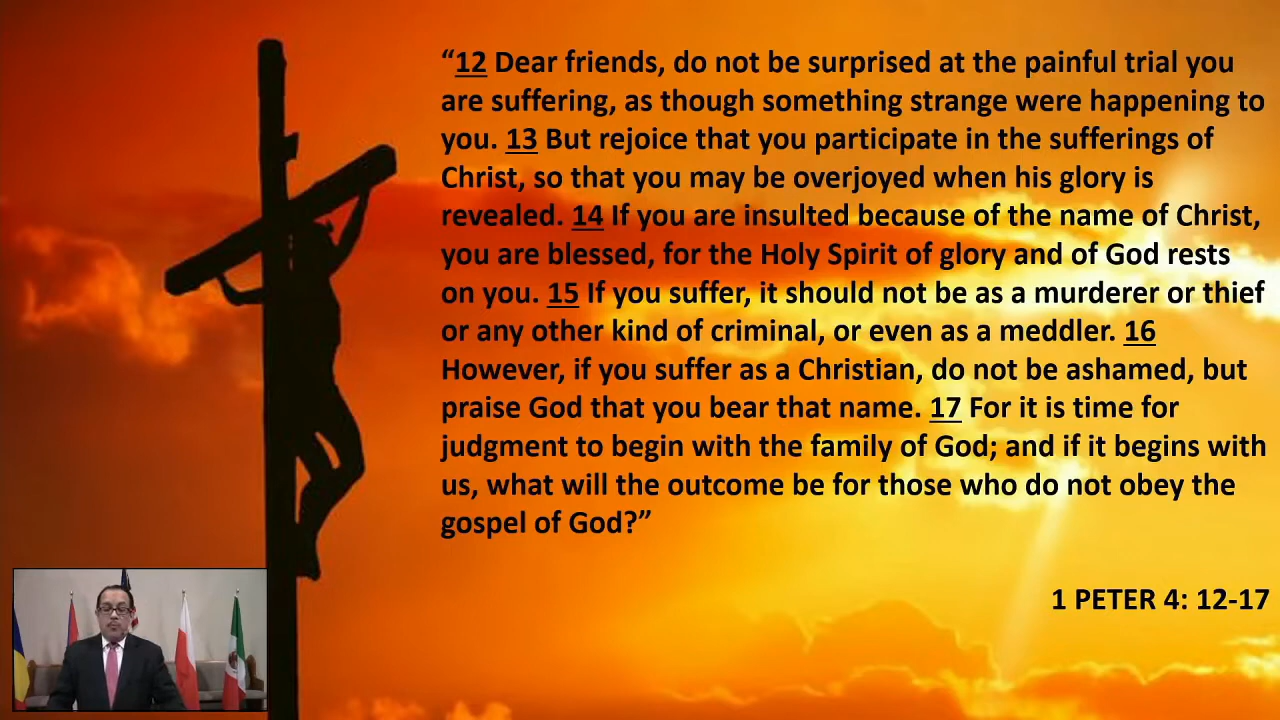 “12 Dear friends, do not be surprised at the painful trial you
are suffering, as though something strange were happening to
you. 13 But rejoice that you participate in the sufferings of
Christ, so that you may be overjoyed when his glory is
revealed. 14 If you are insulted because of the name of Christ,
you are blessed, for the Holy Spirit of glory and of God rests
on you. 15 If you suffer, it should not be as a murderer or thief
or any other kind of criminal, or even as a meddler. 16
However, if you suffer as a Christian, do not be ashamed, but
praise God that you bear that name. 17 For it is time for
judgment to begin with the family of God; and if it begins with
us, what will the outcome be for those who do not obey the
gospel of God?”
1 PETER 4: 12-17